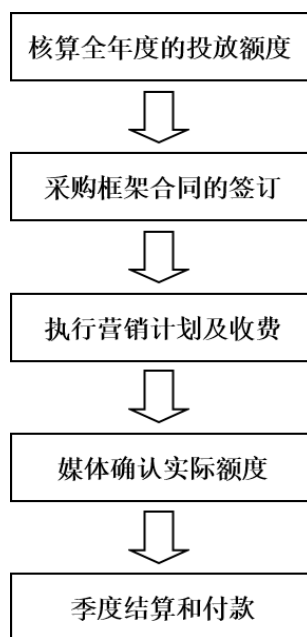 核算全年度的投放额度
采购框架合同的签订
执行营销计划及收费
媒体确认实际额度
季度结算和付款